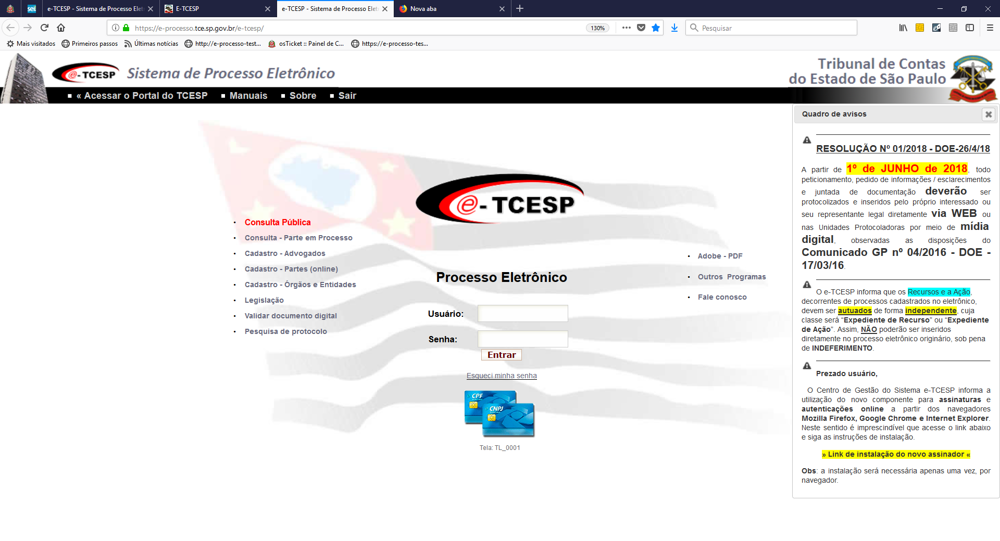 sei!
e-TCESP - Sistema de Processo Elet
E-TCESP
e-TCESP - Sistema de Processo Elet
Nova aba
https://e-processo.tce.sp.gov.br/e-tcesp/
130%
Pesquisar
Mais visitados
Primeiros passos
Últimas notícias
http://e-processo-test...
osTicket :: Painel de C...
https://e-processo-tes...
e-TCESP
Sistema de Processo Eletrônico
Tribunal de Contas
do Estado de São Paulo
« Acessar o Portal do TCESP
Manuais
Sobre
Sair
e-TCESP
Consulta Pública
Consulta - Parte em Processo
Cadastro - Advogados
Cadastro - Partes (online)
Cadastro - Órgãos e Entidades
Legislação
Validar documento digital
Pesquisa de protocolo
Processo Eletrônico
Usuário:
Senha:
Entrar
Esqueci minha senha
CPF
CNPJ
Tela: TL_0001
Adobe - PDF
Outros Programas
Fale conosco
Quadro de avisos
RESOLUÇÃO Nº 01/2018 - DOE-26/4/18
A partir de 1º de JUNHO de 2018, todo
peticionamento, pedido de informações / esclarecimentos
e juntada de documentação deverão ser
protocolizados e inseridos pelo próprio interessado ou
seu representante legal diretamente via WEB ou
nas Unidades Protocoladoras por meio de mídia
digital, observadas as disposições do
Comunicado GP nº 04/2016 - DOE -
17/03/16.
O e-TCESP informa que os Recursos e a Ação,
decorrentes de processos cadastrados no eletrônico,
devem ser autuados de forma independente, cuja
classe será “Expediente de Recurso” ou “Expediente
de Ação”. Assim, NÃO poderão ser inseridos
diretamente no processo eletrônico originário, sob pena
de INDEFERIMENTO.
Prezado usuário,
O Centro de Gestão do Sistema e-TCESP informa a
utilização do novo componente para assinaturas e
autenticações online a partir dos navegadores
Mozilla Firefox, Google Chrome e Internet Explorer.
Neste sentido é imprescindível que acesse o link abaixo
e siga as instruções de instalação.
» Link de instalação do novo assinador «
Obs: a instalação será necessária apenas uma vez, por
navegador.